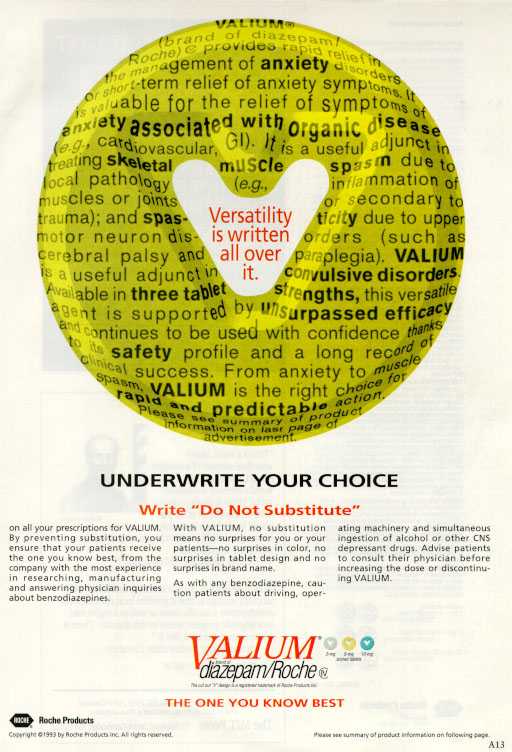 VALIUM®
(brand of diazepam/
Roche) ℂ provides rapid relief in
the management of anxiety disorders
or short-term relief of anxiety symptoms. It
is valuable for the relief of symptoms of
anxiety associated with organic disease
(e.g., cardiovascular, GI). It is a useful adjunct in
treating skeletal muscle spasm due to
local pathology (e.g., inflammation of
muscles or joints or secondary to
trauma); and spas- ticity due to upper
motor neuron dis- orders (such as
cerebral palsy and paraplegia). VALIUM
is a useful adjunct in convulsive disorders.
Available in three tablet strengths, this versatile
agent is supported by unsurpassed efficacy
and continues to be used with confidence thanks
to its safety profile and a long record of
clinical success. From anxiety to muscle
spasm, VALIUM is the right choice for
rapid and predictable action.
Please see summary of product
information on last page of
advertisement.
Versatility
is written
all over
it.
UNDERWRITE YOUR CHOICE
Write “Do Not Substitute”
on all your prescriptions for VALIUM.
By preventing substitution, you
ensure that your patients receive
the one you know best, from the
company with the most experience
in researching, manufacturing
and answering physician inquiries
about benzodiazepines.
With VALIUM, no substitution
means no surprises for you or your
patients—no surprises in color, no
surprises in tablet design and no
surprises in brand name.
As with any benzodiazepine, cau-
tion patients about driving, oper-
ating machinery and simultaneous
ingestion of alcohol or other CNS
depressant drugs. Advise patients
to consult their physician before
increasing the dose or discontinu-
ing VALIUM.
VALIUM®
brand of
diazepam/Roche IV
2-mg 5-mg 10-mg
scored tablets
The cut out "V" design is a registered trademark of Roche Products Inc.
THE ONE YOU KNOW BEST
ROCHE Roche Products
Copyright ©1993 by Roche Products Inc. All rights reserved.
Please see summary of product information on following page.
A13